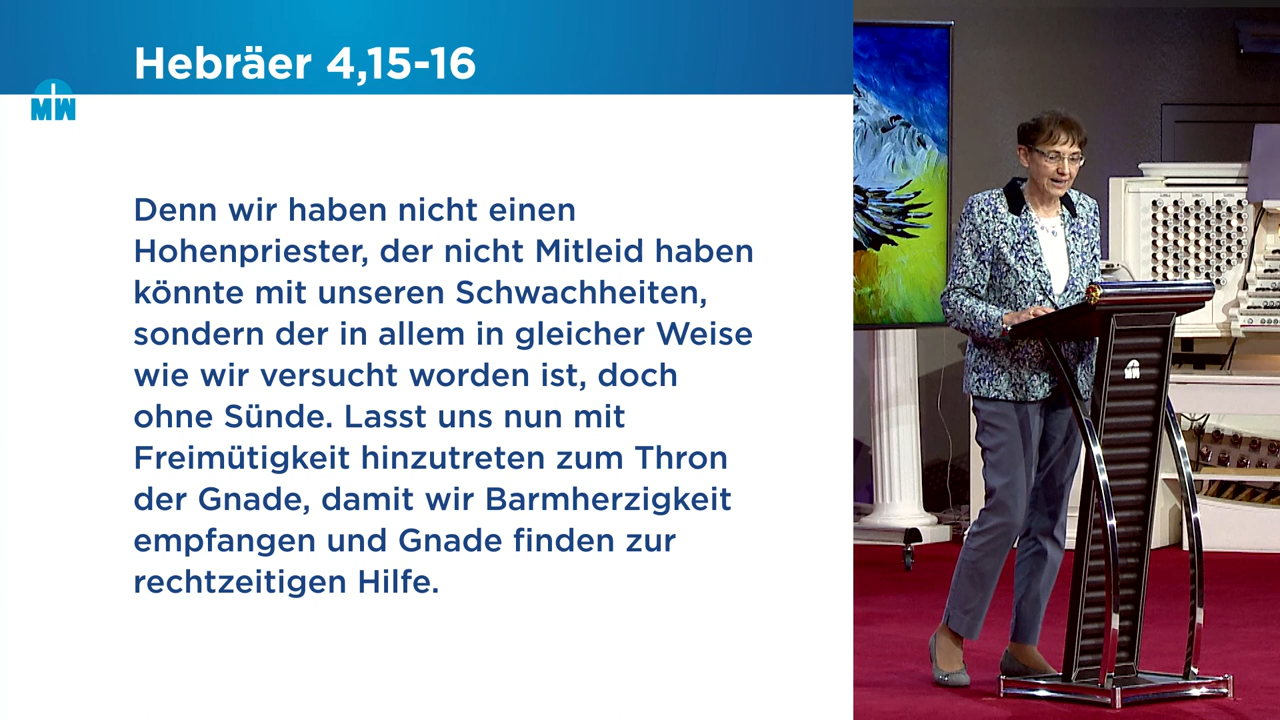 Hebräer 4,15-16
MW
Denn wir haben nicht einen
Hohenpriester, der nicht Mitleid haben
könnte mit unseren Schwachheiten,
sondern der in allem in gleicher Weise
wie wir versucht worden ist, doch
ohne Sünde. Lasst uns nun mit
Freimütigkeit hinzutreten zum Thron
der Gnade, damit wir Barmherzigkeit
empfangen und Gnade finden zur
rechtzeitigen Hilfe.
MW